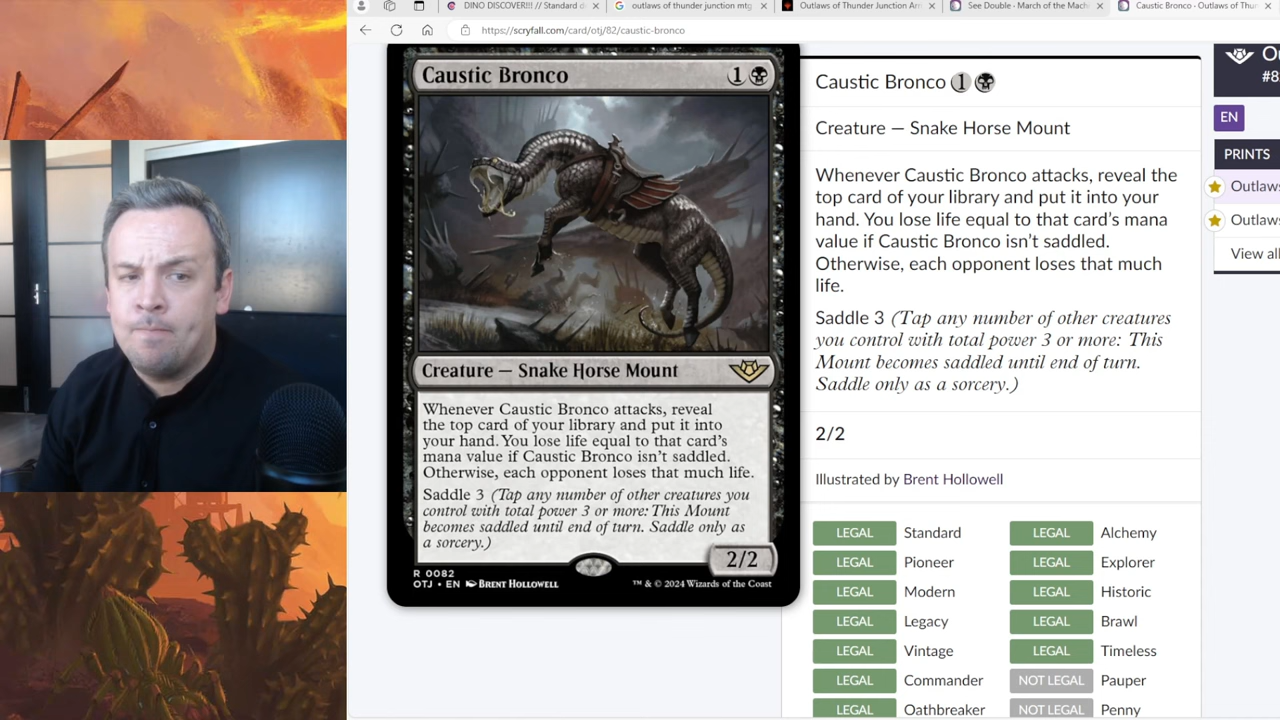 DINO DISCOVER!!! // Standard d
outlaws of thunder junction mtg
Outlaws of Thunder Junction Ar
See Double · March of the Mach
Caustic Bronco · Outlaws of Thu
https://scryfall.com/card/otj/82/caustic-bronco
Caustic Bronco 1
Creature — Snake Horse Mount
Whenever Caustic Bronco attacks, reveal
the top card of your library and put it into
your hand. You lose life equal to that card's
mana value if Caustic Bronco isn't saddled.
Otherwise, each opponent loses that much life.
Saddle 3 (Tap any number of other creatures you
control with total power 3 or more: This Mount
becomes saddled until end of turn. Saddle only as
a sorcery.)
2/2
R 0082
OTJ • EN BRENT HOLLOWELL
™ & © 2024 Wizards of the Coast
Caustic Bronco 1
Creature — Snake Horse Mount
Whenever Caustic Bronco attacks, reveal the
top card of your library and put it into your
hand. You lose life equal to that card’s mana
value if Caustic Bronco isn’t saddled.
Otherwise, each opponent loses that much
life.
Saddle 3 (Tap any number of other creatures
you control with total power 3 or more: This
Mount becomes saddled until end of turn.
Saddle only as a sorcery.)
2/2
Illustrated by Brent Hollowell
LEGAL Standard LEGAL Alchemy
LEGAL Pioneer LEGAL Explorer
LEGAL Modern LEGAL Historic
LEGAL Legacy LEGAL Brawl
LEGAL Vintage LEGAL Timeless
LEGAL Commander NOT LEGAL Pauper
LEGAL Oathbreaker NOT LEGAL Penny
Ou
#8
EN
PRINTS
Outlaws
Outlaw
View all